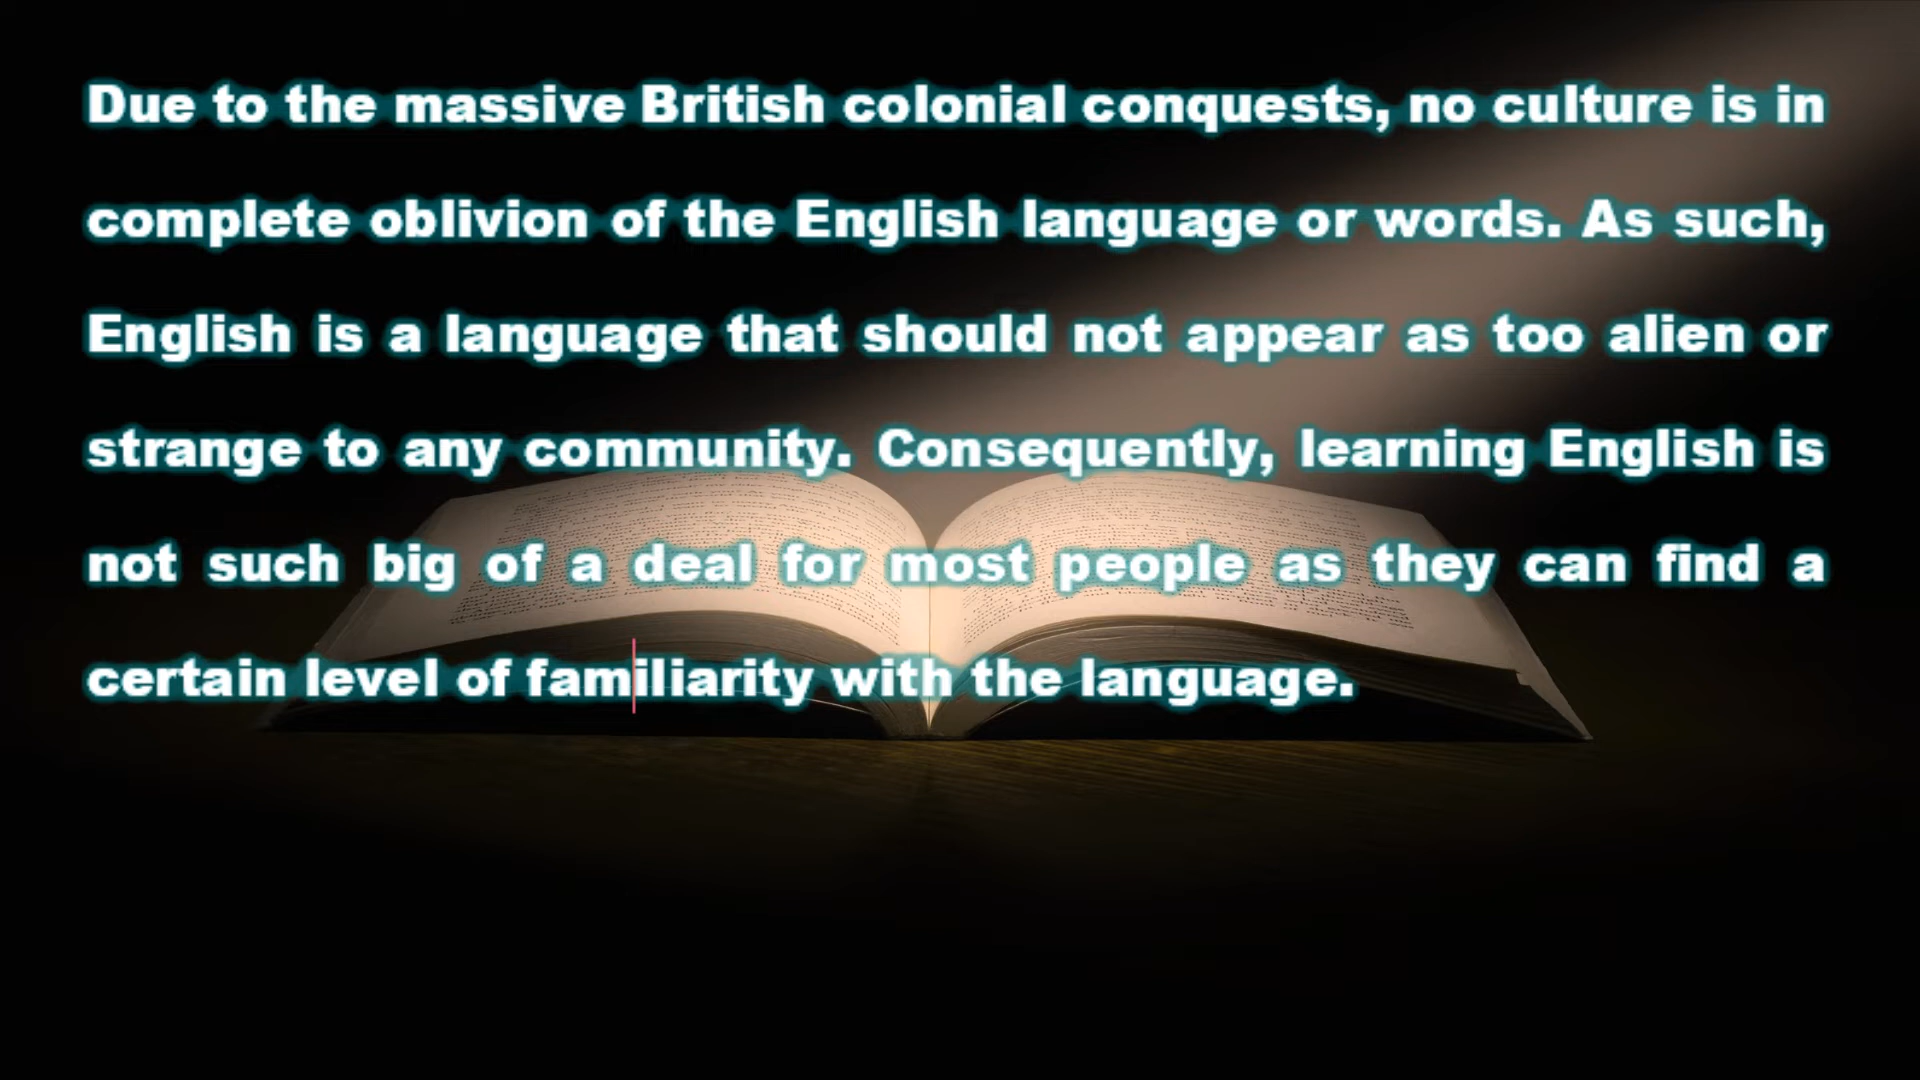 Due to the massive British colonial conquests, no culture is in
complete oblivion of the English language or words. As such,
English is a language that should not appear as too alien or
strange to any community. Consequently, learning English is
not such big of a deal for most people as they can find a
certain level of familiarity with the language.